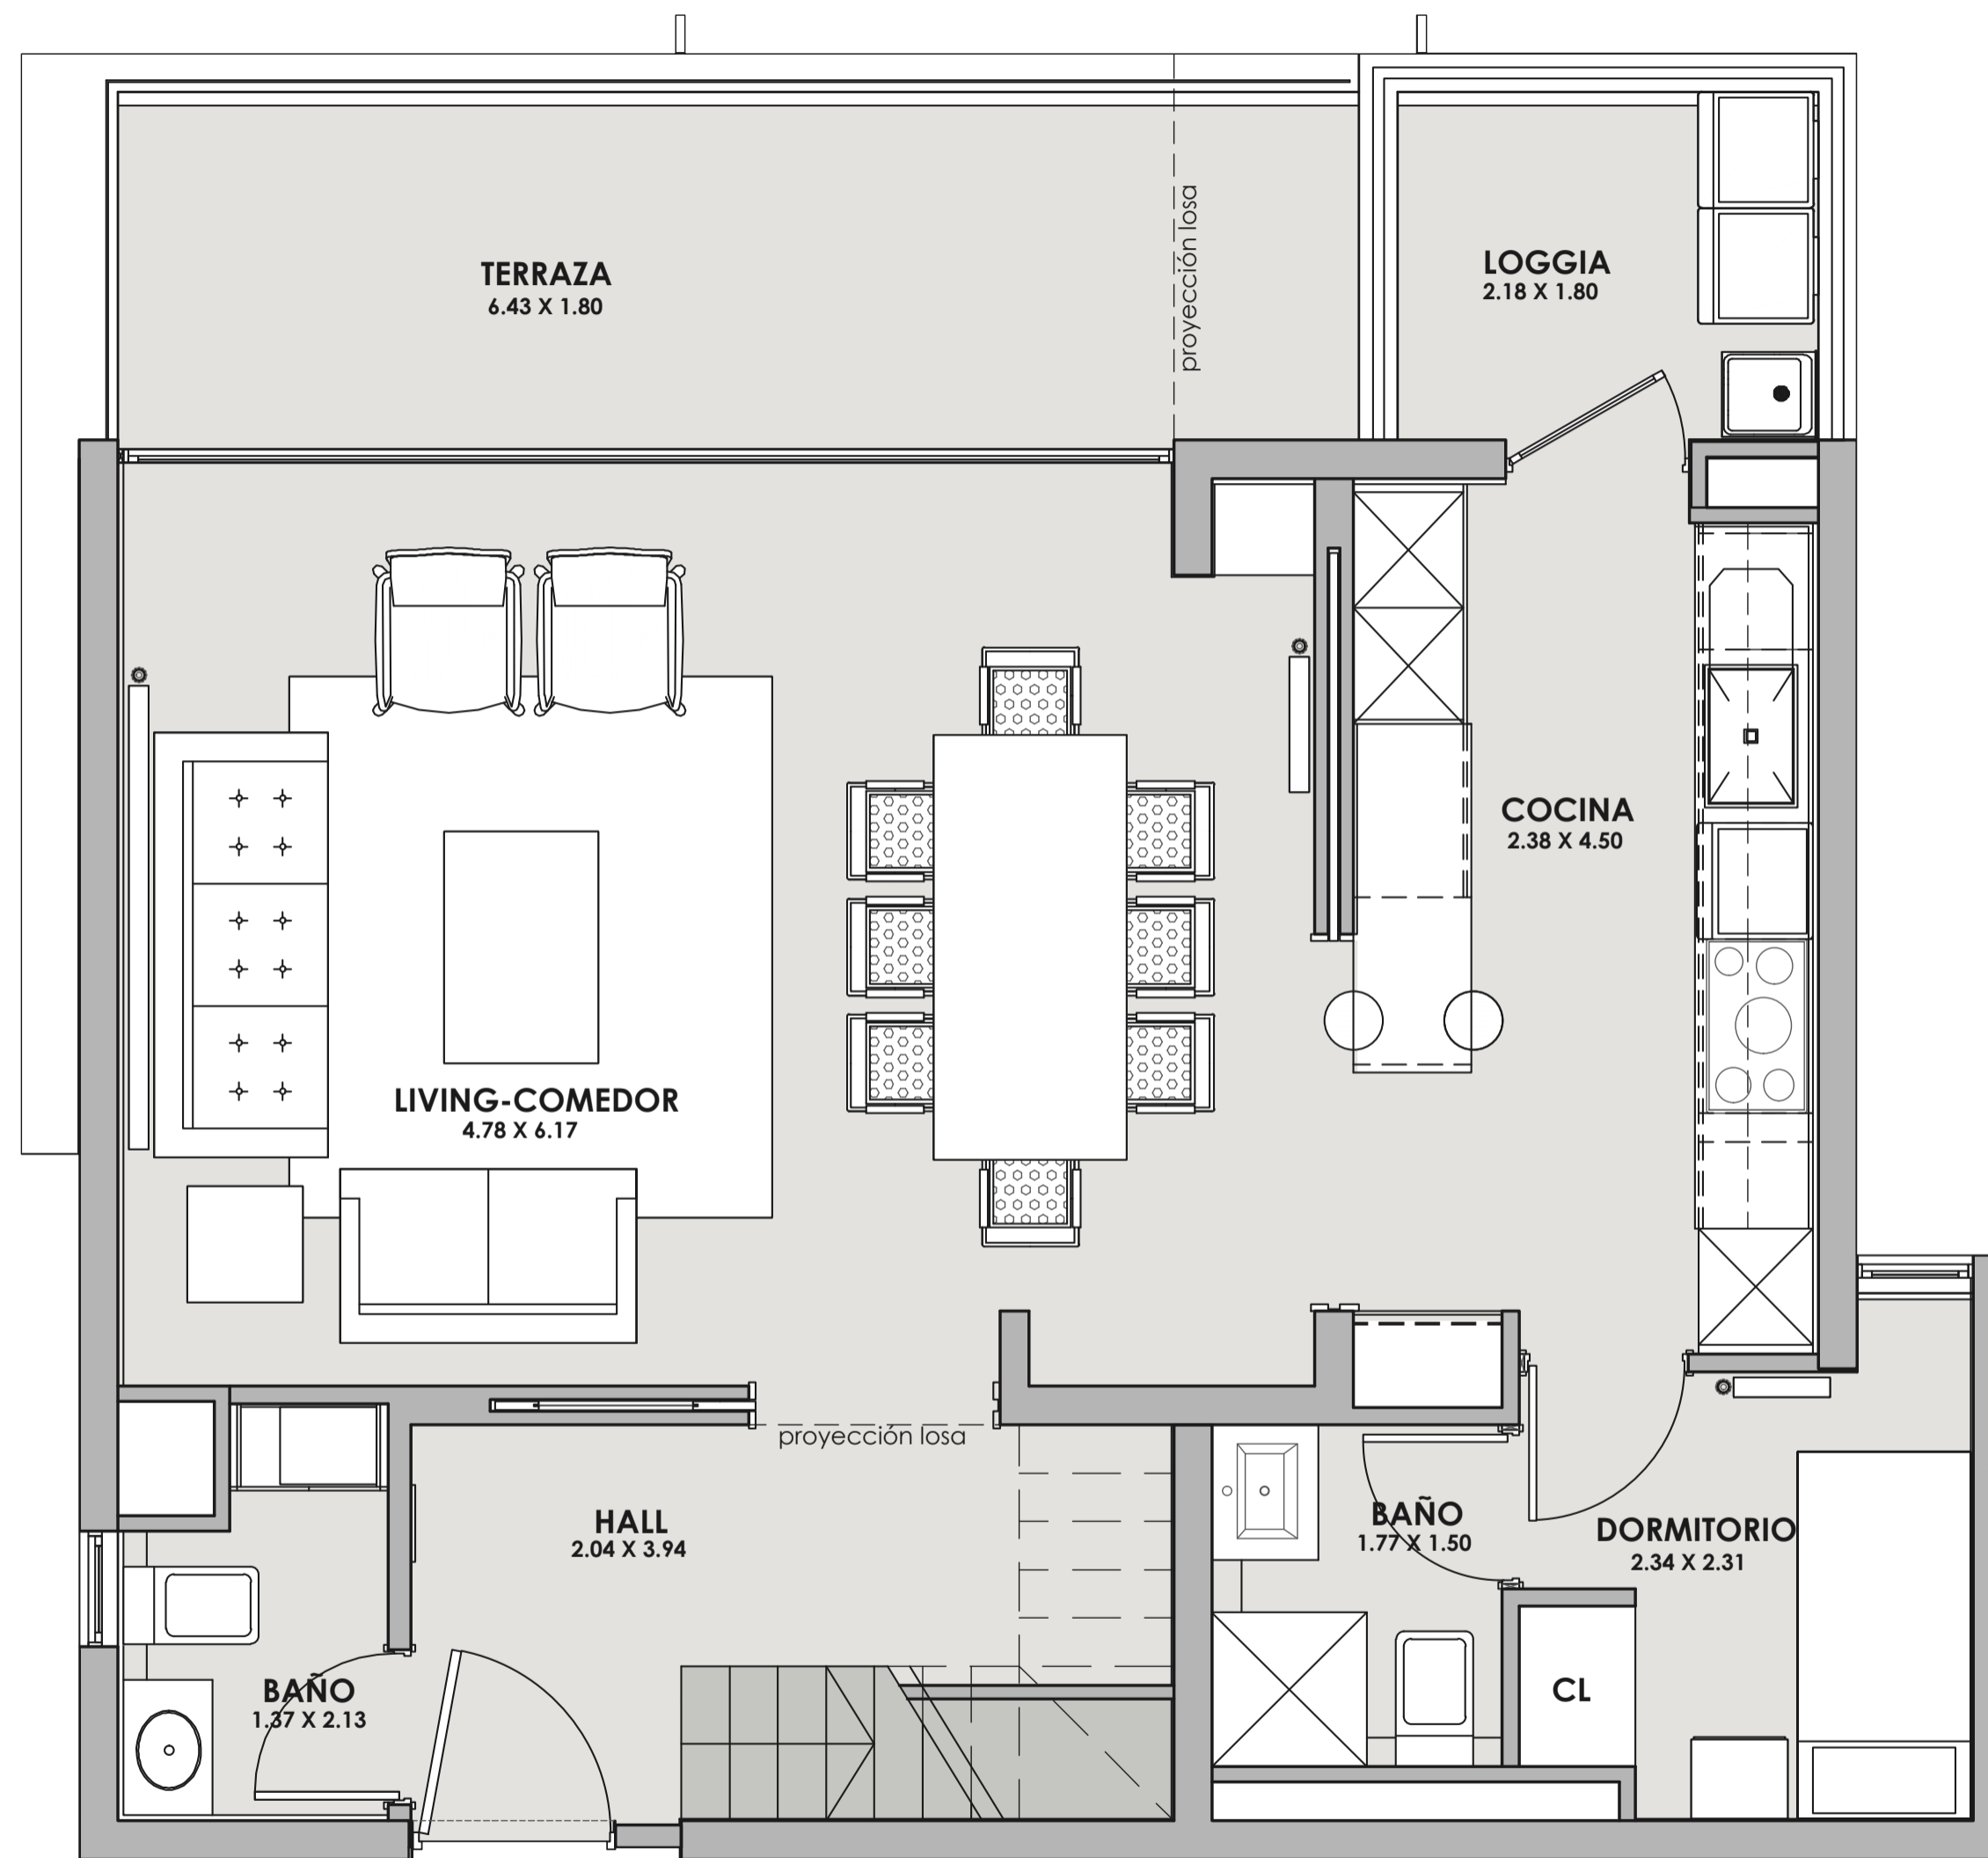 TERRAZA
6.43 X 1.80
proyección losa
LOGGIA
2.18 X 1.80
COCINA
2.38 X 4.50
LIVING-COMEDOR
4.78 X 6.17
proyección losa
HALL
2.04 X 3.94
BAÑO
1.77 X 1.50
DORMITORIO
2.34 X 2.31
BAÑO
1.37 X 2.13
CL